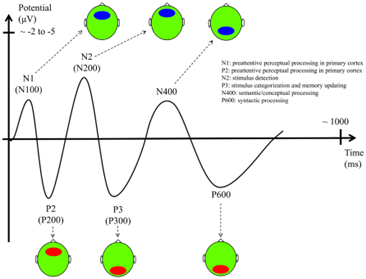 Potential
(μV)
~ -2 to -5
N1
(N100)
N2
(N200)
N400
N1: preattentive perceptual processing in primary cortex
P2: preattentive perceptual processing in primary cortex
N2: stimulus detection
P3: stimulus categorization and memory updating
N400: semantic/conceptual processing
P600: syntactic processing
~ 1000
Time
(ms)
P2
(P200)
P3
(P300)
P600